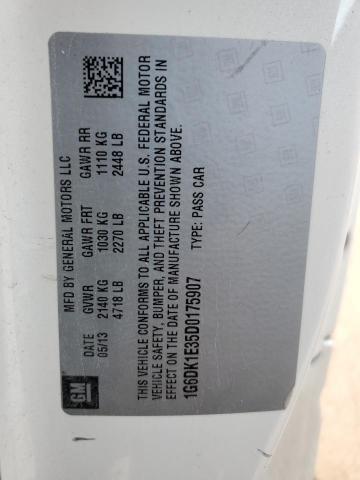 MFD BY GENERAL MOTORS LLC
DATE GVWR GAWR FRT GAWR RR
05/13 2140 KG 1030 KG 1110 KG
4718 LB 2270 LB 2448 LB
THIS VEHICLE CONFORMS TO ALL APPLICABLE U.S. FEDERAL MOTOR
VEHICLE SAFETY, BUMPER, AND THEFT PREVENTION STANDARDS IN
EFFECT ON THE DATE OF MANUFACTURE SHOWN ABOVE.
1G6DK1E35D0175907 TYPE: PASS CAR
GM